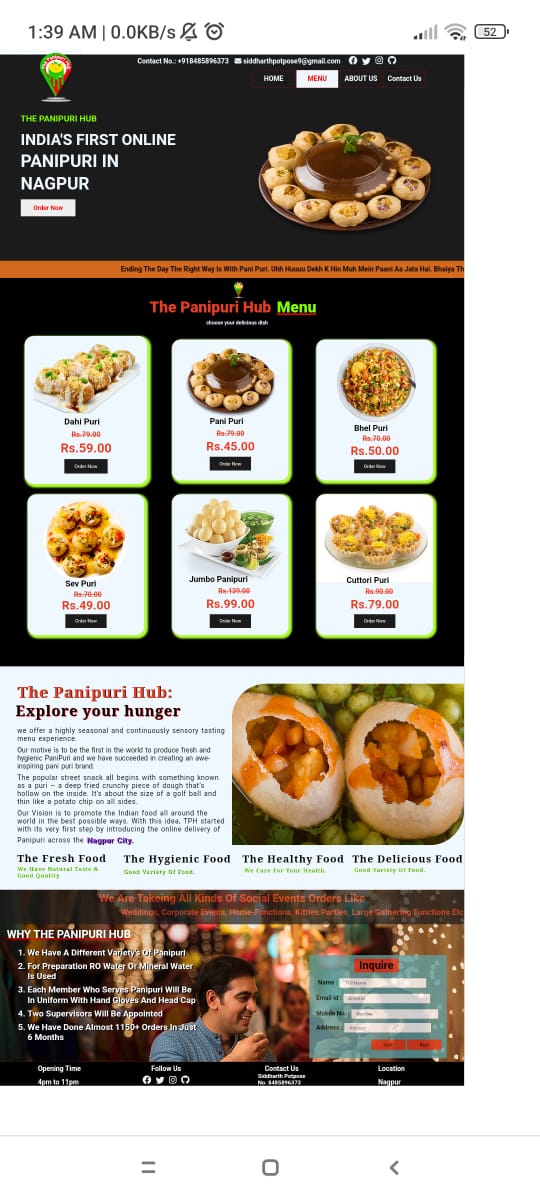 1:39 AM | 0.0KB/s
52
Contact No.: +918485896373 siddharthpotpose9@gmail.com
HOME MENU ABOUT US Contact Us
THE PANIPURI HUB
INDIA'S FIRST ONLINE
PANIPURI IN
NAGPUR
Order Now
Ending The Day The Right Way Is With Pani Puri. Uhh Huuuu Dekh K Hin Muh Mein Paani Aa Jata Hai. Bhaiya Th
The Panipuri Hub Menu
choose your delicious dish
Dahi Puri
Rs.79.00
Rs.59.00
Order Now
Pani Puri
Rs.79.00
Rs.45.00
Order Now
Bhel Puri
Rs.70.00
Rs.50.00
Order Now
Sev Puri
Rs.70.00
Rs.49.00
Order Now
Jumbo Panipuri
Rs.139.00
Rs.99.00
Order Now
Cuttori Puri
Rs.90.00
Rs.79.00
Order Now
The Panipuri Hub:
Explore your hunger
we offer a highly seasonal and continuously sensory tasting
menu experience.
Our motive is to be the first in the world to produce fresh and
hygienic PaniPuri and we have succeeded in creating an awe-
inspiring pani puri brand.
The popular street snack all begins with something known
as a puri – a deep fried crunchy piece of dough that's
hollow on the inside. It's about the size of a golf ball and
thin like a potato chip on all sides.
Our Vision is to promote the Indian food all around the
world in the best possible ways. With this idea, TPH started
with its very first step by introducing the online delivery of
Panipuri across the Nagpur City.
The Fresh Food
We Have Natural Taste &
Good Quality
The Hygienic Food
Good Variety Of Food.
The Healthy Food
We Care For Your Health.
The Delicious Food
Good Variety Of Food.
We Are Takeing All Kinds Of Social Events Orders Like
Weddings, Corporate Events, Home-Frinctions, Kitties Parties, Large Gathering Functions Etc
WHY THE PANIPURI HUB
1. We Have A Different Variety's Of Panipuri
2. For Preparation RO Water Or Mineral Water
Is Used
3. Each Member Who Serves Panipuri Will Be
In Uniform With Hand Gloves And Head Cap
4. Two Supervisors Will Be Appointed
5. We Have Done Almost 1150+ Orders In Just
6 Months
Inquire
Name :
Email id :
Mobile No. :
Address :
Opening Time
4pm to 11pm
Follow Us
Contact Us
Siddharth Potpose
No. 8485896373
Location
Nagpur